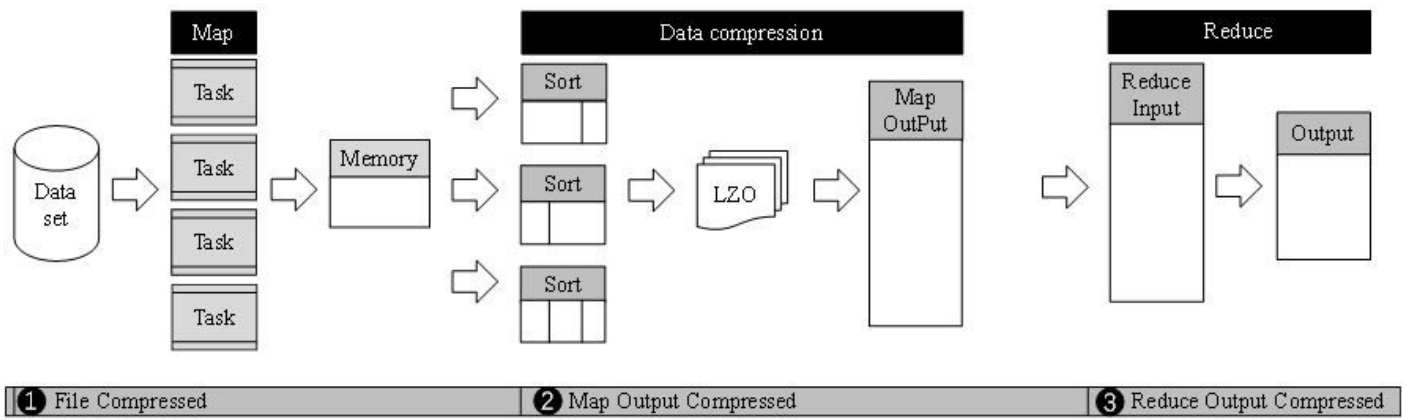 Map
Data compression
Reduce
Data
set
Task
Task
Task
Task
Memory
Sort
Sort
Sort
LZO
Map
OutPut
Reduce
Input
Output
1 File Compressed
2 Map Output Compressed
3 Reduce Output Compressed